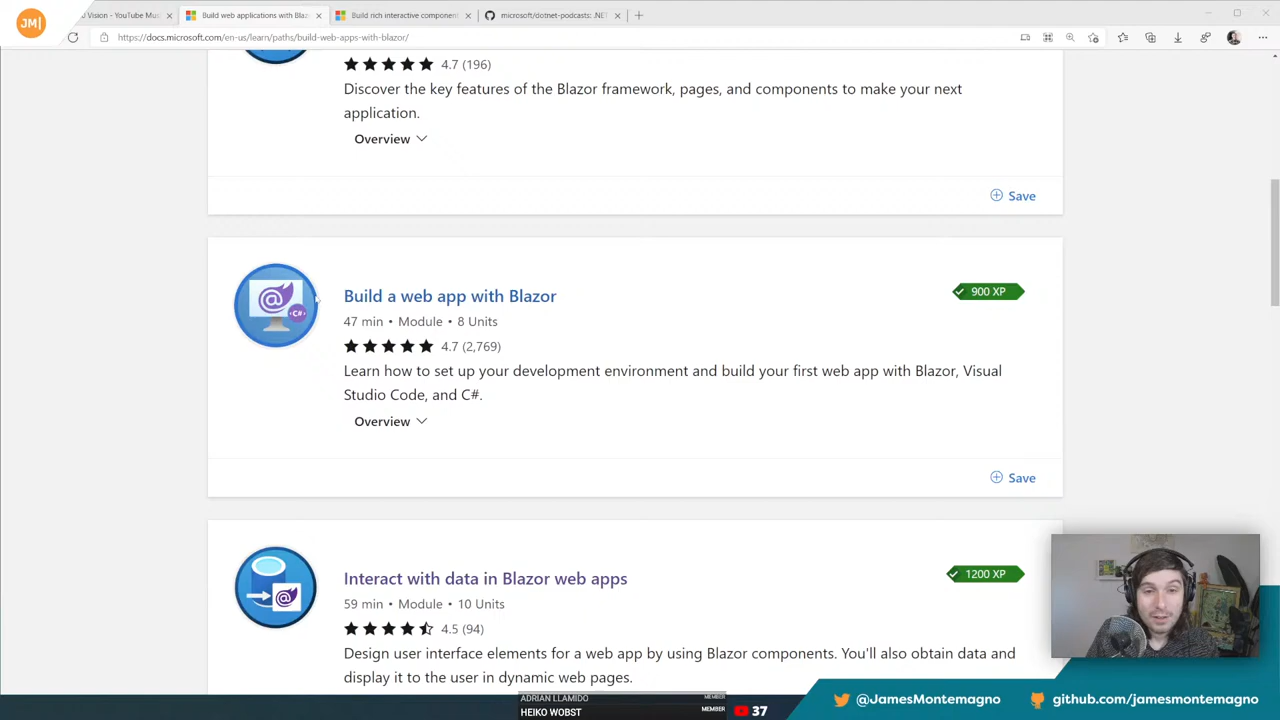 JM|
Vision - YouTube Mus
Build web applications with Blaz
Build rich interactive component
microsoft/dotnet-podcasts: .NET
https://docs.microsoft.com/en-us/learn/paths/build-web-apps-with-blazor/
4.7 (196)
Discover the key features of the Blazor framework, pages, and components to make your next
application.
Overview
Save
Build a web app with Blazor
900 XP
47 min • Module • 8 Units
4.7 (2,769)
Learn how to set up your development environment and build your first web app with Blazor, Visual
Studio Code, and C#.
Overview
Save
Interact with data in Blazor web apps
1200 XP
59 min • Module • 10 Units
4.5 (94)
Design user interface elements for a web app by using Blazor components. You'll also obtain data and
display it to the user in dynamic web pages.
ADRIAN LLAMIDO MEMBER
HEIKO WOBST MEMBER
37
@JamesMontemagno
github.com/jamesmontemagno